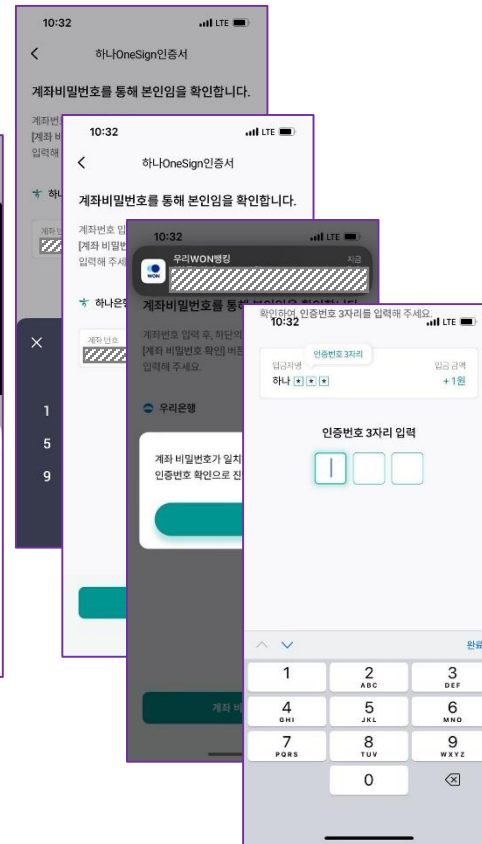 10:32
LTE
하나OneSign인증서
계좌비밀번호를 통해 본인임을 확인합니다.
[계좌
입력해
하나
1
5
9
10:32
LTE
하나OneSign인증서
계좌비밀번호를 통해 본인임을 확인합니다.
계좌번호
[계좌 비밀번
입력해 주세
하나은
계좌번호
10:32
우리WON뱅킹
지금
WON
계좌비밀번호를 통해 본인임을 확인합니다.
계좌번호 입력 후, 하단의
[계좌 비밀번호 확인] 버
입력해 주세요.
우리은행
계좌 비밀번호가 일치
인증번호 확인으로 진
계좌 비
확인하여, 인증번호 3자리를 입력해 주세요.
10:32
LTE
인증번호 3자리
입금자명
입금 금액
하나 * * *
+ 1원
인증번호 3자리 입력
완료
1
2 ABC
3 DEF
4 GHI
5 JKL
6 MNO
7 PQRS
8 TUV
9 WXYZ
0